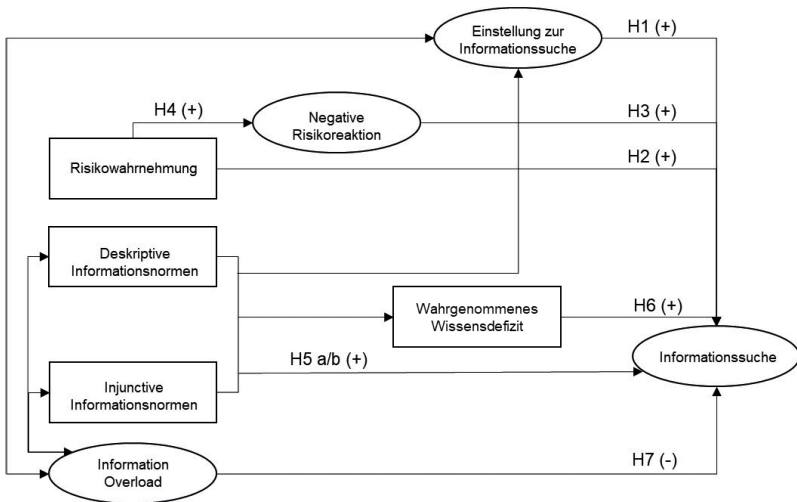 Einstellung zur
Informationssuche
H1 (+)
H4 (+)
Negative
Risikoreaktion
H3 (+)
H2 (+)
Risikowahrnehmung
Deskriptive
Informationsnormen
Wahrgenommenes
Wissensdefizit
H6 (+)
Informationssuche
H5 a/b (+)
Injunctive
Informationsnormen
Information
Overload
H7 (-)